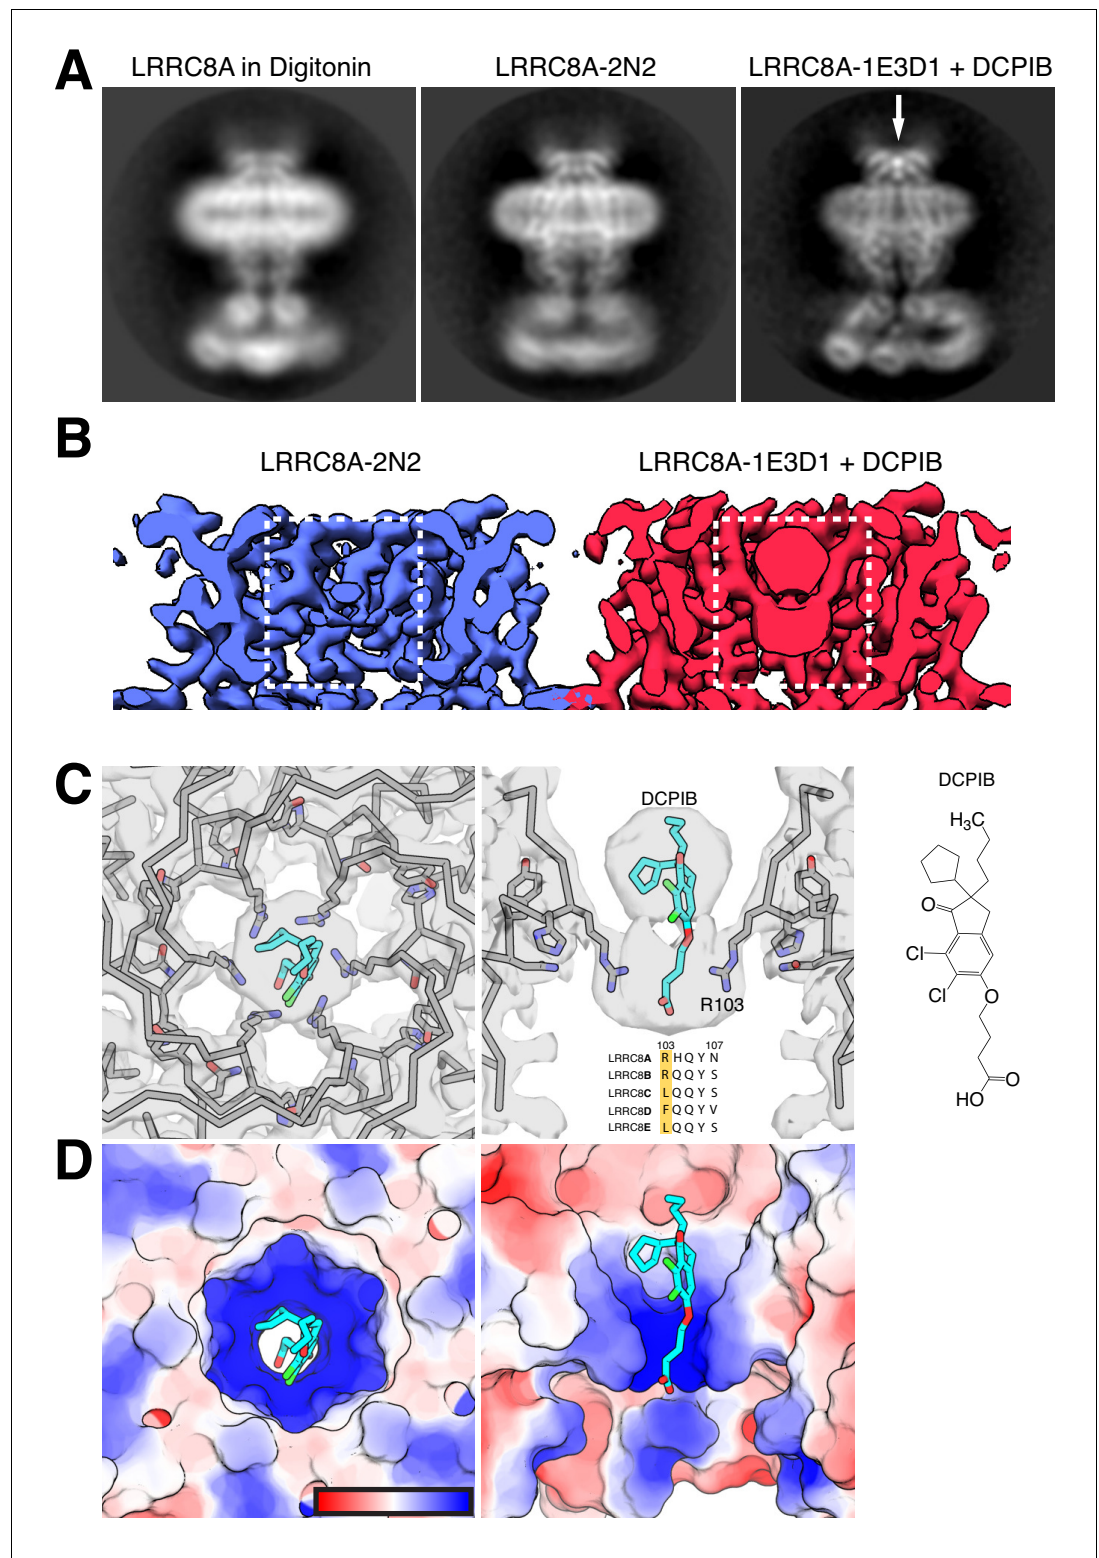 A
LRRC8A in Digitonin
LRRC8A-2N2
LRRC8A-1E3D1 + DCPIB
B
LRRC8A-2N2
LRRC8A-1E3D1 + DCPIB
C
DCPIB
R103
103 107
LRRC8A R H Q Y N
LRRC8B R Q Q Y S
LRRC8C L Q Q Y S
LRRC8D F Q Q Y V
LRRC8E L Q Q Y S
DCPIB
H3C
O
Cl
Cl
O
O
HO
D